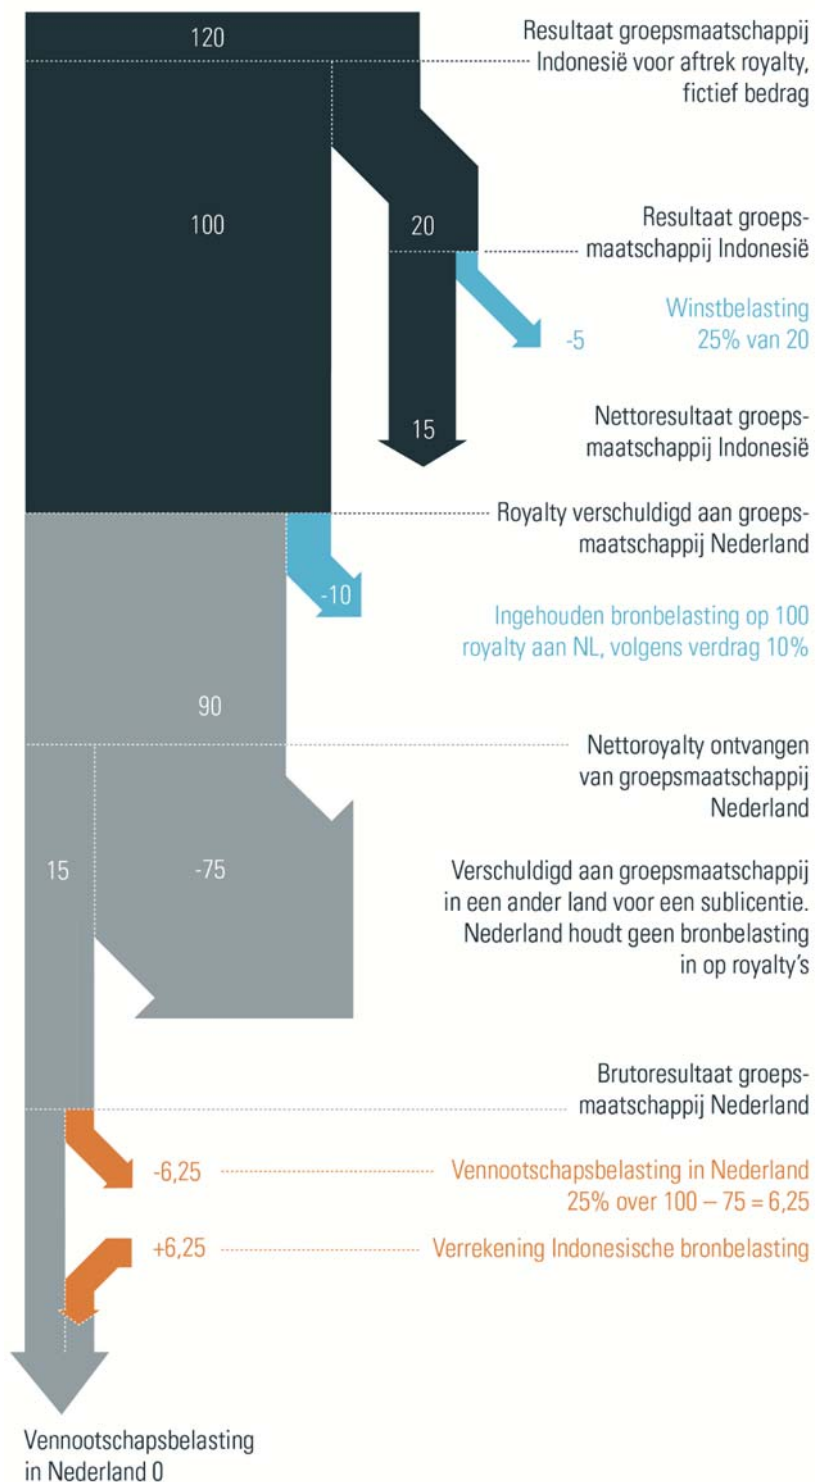 120
Resultaat groepsmaatschappij
Indonesië voor aftrek royalty,
fictief bedrag
100
20
Resultaat groeps-
maatschappij Indonesië
Winstbelasting
25% van 20
-5
15
Nettoresultaat groeps-
maatschappij Indonesië
Royalty verschuldigd aan groeps-
maatschappij Nederland
-10
Ingehouden bronbelasting op 100
royalty aan NL, volgens verdrag 10%
90
Nettoroyalty ontvangen
van groepsmaatschappij
Nederland
15
-75
Verschuldigd aan groepsmaatschappij
in een ander land voor een sublicentie.
Nederland houdt geen bronbelasting
in op royalty's
Brutoresultaat groeps-
maatschappij Nederland
-6,25
Vennootschapsbelasting in Nederland
25% over 100 – 75 = 6,25
+6,25
Verrekening Indonesische bronbelasting
Vennootschapsbelasting
in Nederland 0